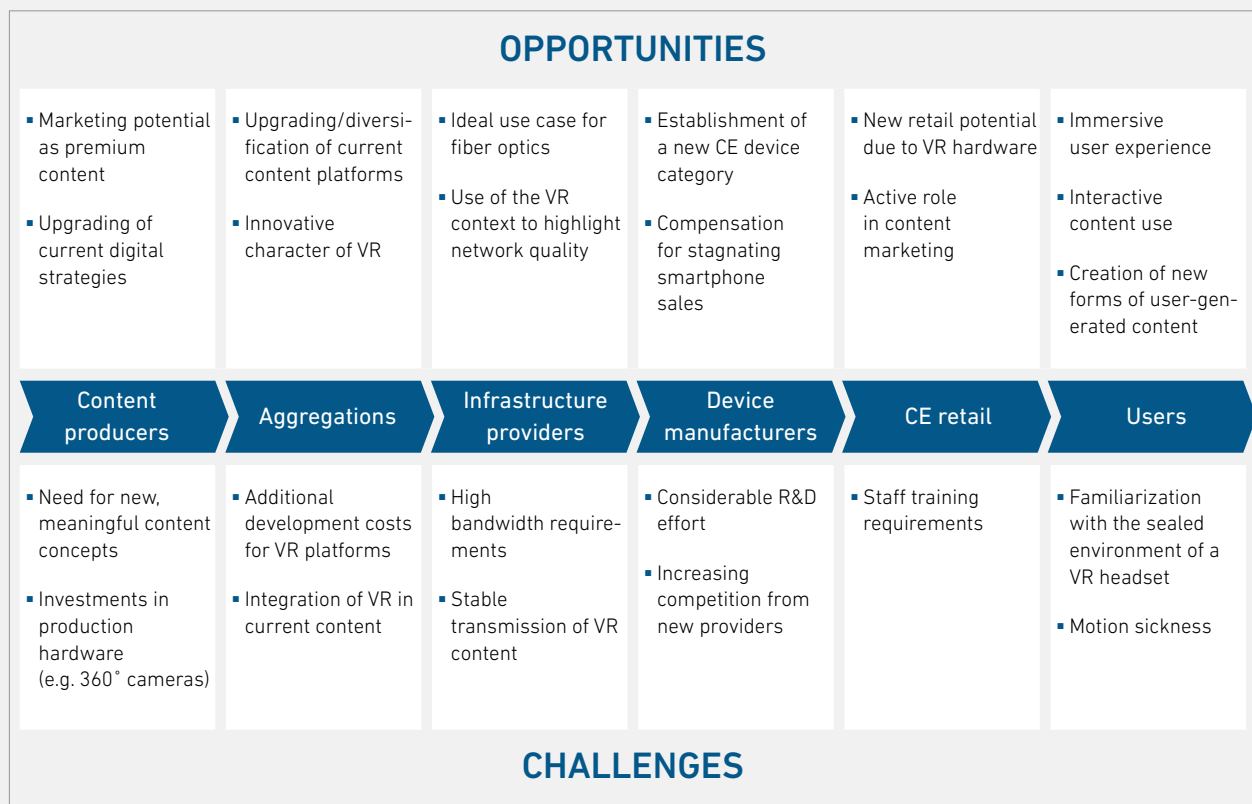 OPPORTUNITIES
▪ Marketing potential
as premium
content
▪ Upgrading of
current digital
strategies
▪ Upgrading/diversi-
fication of current
content platforms
▪ Innovative
character of VR
▪ Ideal use case for
fiber optics
▪ Use of the VR
context to highlight
network quality
▪ Establishment of
a new CE device
category
▪ Compensation
for stagnating
smartphone
sales
▪ New retail potential
due to VR hardware
▪ Active role
in content
marketing
▪ Immersive
user experience
▪ Interactive
content use
▪ Creation of new
forms of user-gen-
erated content
Content
producers
Aggregations
Infrastructure
providers
Device
manufacturers
CE retail
Users
▪ Need for new,
meaningful content
concepts
▪ Investments in
production
hardware
(e.g. 360˚ cameras)
▪ Additional
development costs
for VR platforms
▪ Integration of VR in
current content
▪ High
bandwidth require-
ments
▪ Stable
transmission of VR
content
▪ Considerable R&D
effort
▪ Increasing
competition from
new providers
▪ Staff training
requirements
▪ Familiarization
with the sealed
environment of a
VR headset
▪ Motion sickness
CHALLENGES